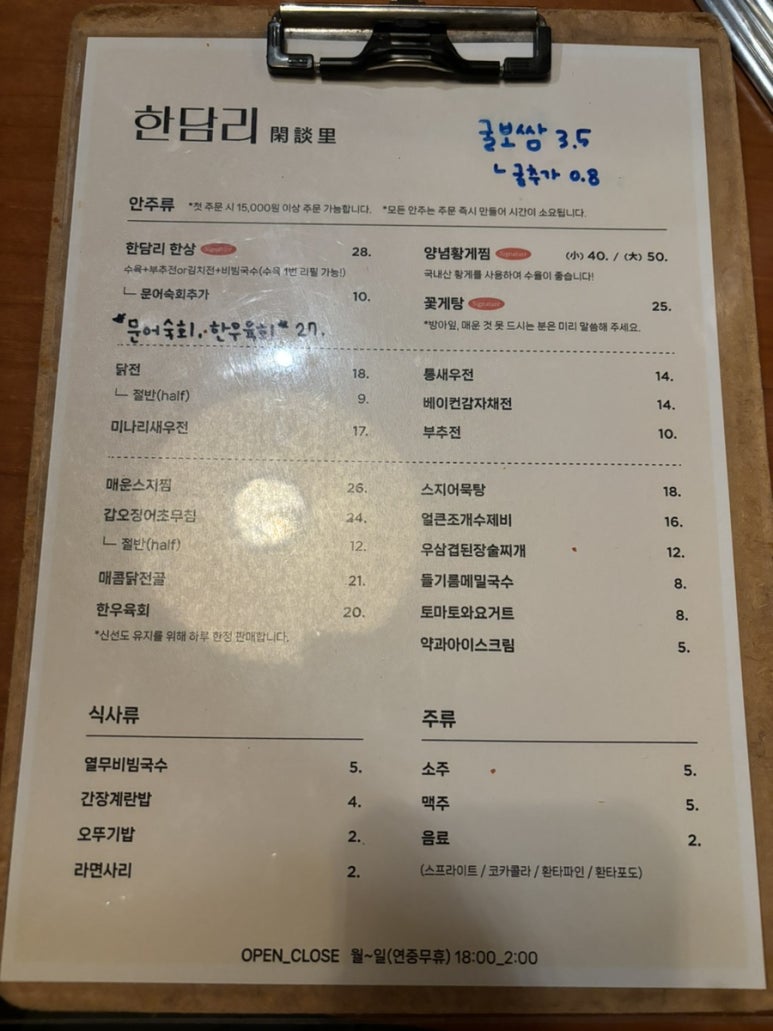 한담리 閑談里
굴보쌈 3.5
ㄴ굴추가 0.8
안주류 *첫 주문 시 15,000원 이상 주문 가능합니다. *모든 안주는 주문 즉시 만들어 시간이 소요됩니다.
한담리 한상 Signature 28.
수육+부추전or김치전+비빔국수(수육 1번 리필 가능!)
ㄴ 문어숙회추가 10.
*문어숙회.·한우육회* 27.
양념황게찜 Signature (小) 40. / (大) 50.
국내산 황게를 사용하여 수율이 좋습니다!
꽃게탕 Signature 25.
*방아잎, 매운 것 못 드시는 분은 미리 말씀해 주세요.
닭전 18.
ㄴ 절반(half) 9.
미나리새우전 17.
통새우전 14.
베이컨감자채전 14.
부추전 10.
매운스지찜 26.
갑오징어초무침 24.
ㄴ 절반(half) 12.
매콤닭전골 21.
한우육회 20.
*신선도 유지를 위해 하루 한정 판매합니다.
스지어묵탕 18.
얼큰조개수제비 16.
우삼겹된장술찌개 12.
들기름메밀국수 8.
토마토와요거트 8.
약과아이스크림 5.
식사류
열무비빔국수 5.
간장계란밥 4.
오뚜기밥 2.
라면사리 2.
주류
소주 5.
맥주 5.
음료 2.
(스프라이트 / 코카콜라 / 환타파인 / 환타포도)
OPEN_CLOSE 월~일(연중무휴) 18:00_2:00